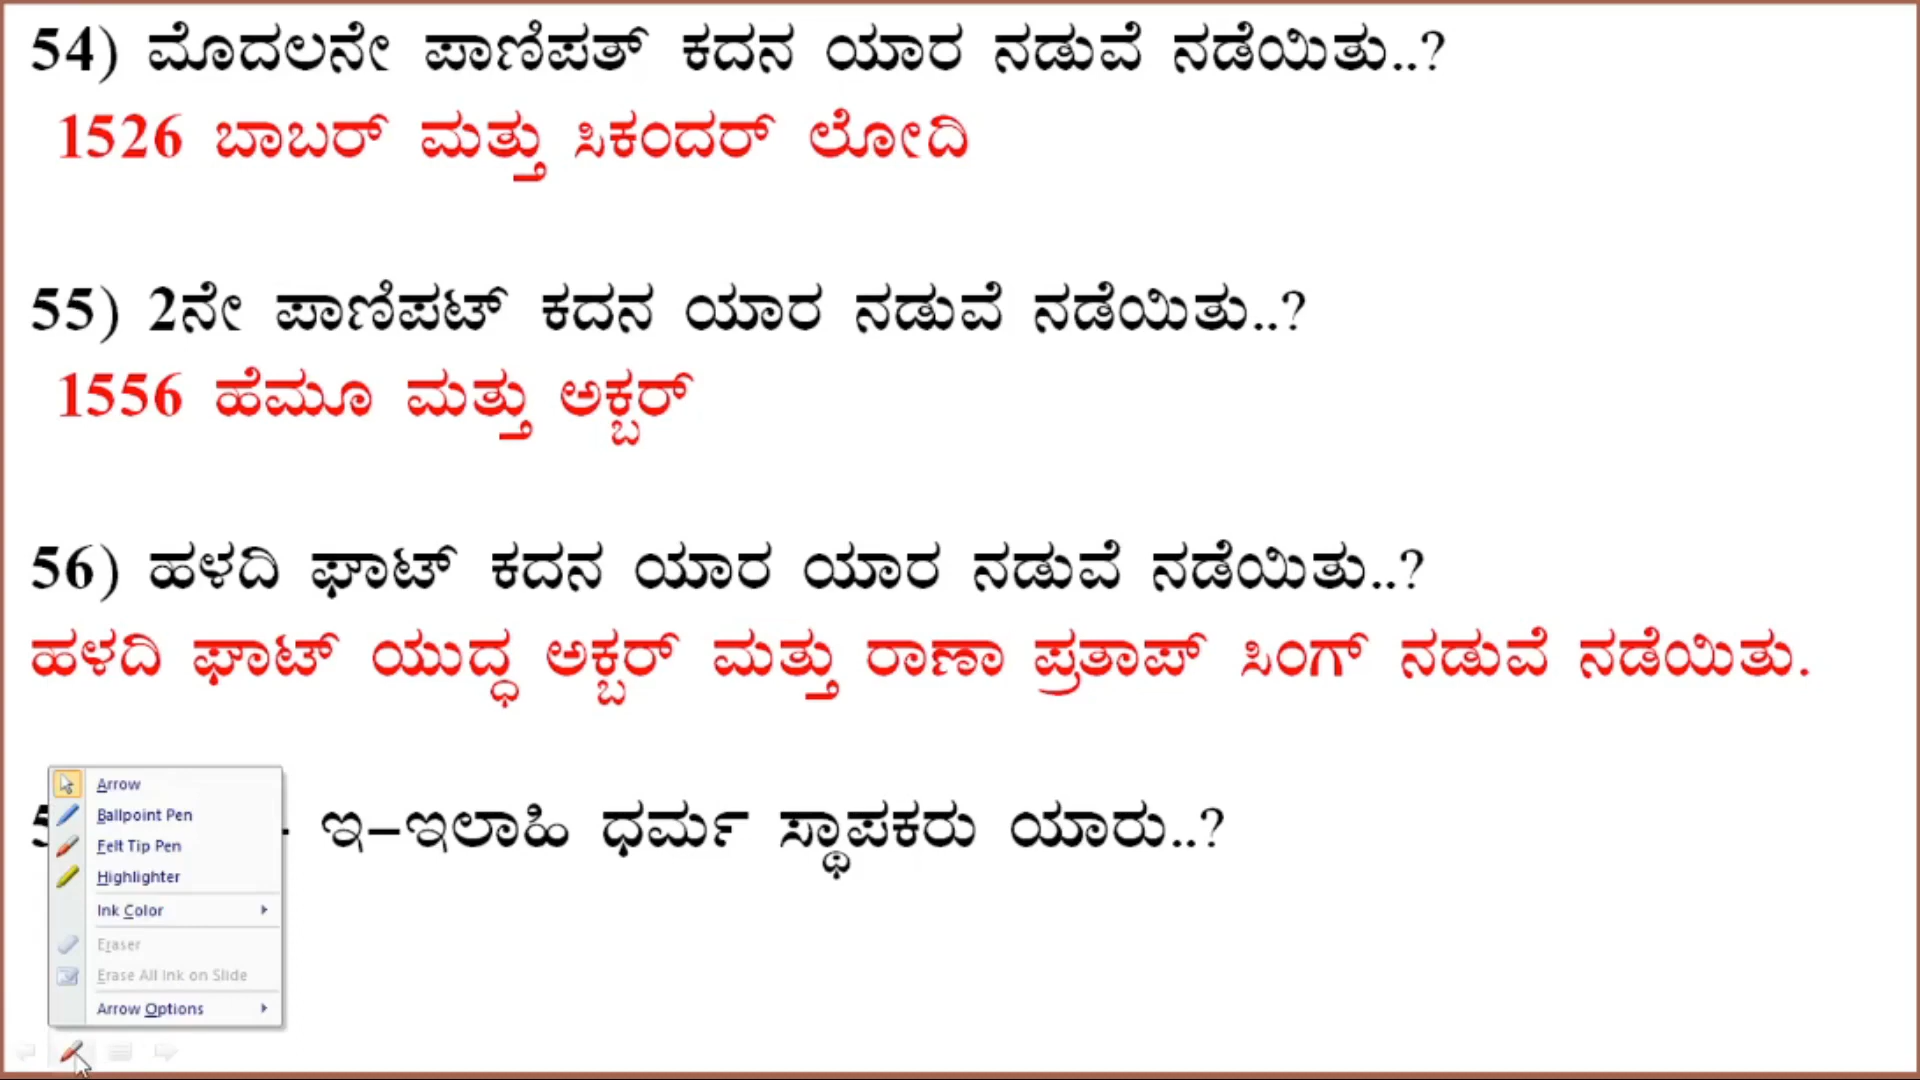 54) ಮೊದಲನೇ ಪಾಣಿಪತ್ ಕದನ ಯಾರ ನಡುವೆ ನಡೆಯಿತು..?
1526 ಬಾಬರ್ ಮತ್ತು ಸಿಕಂದರ್ ಲೋದಿ
55) 2ನೇ ಪಾಣಿಪಟ್ ಕದನ ಯಾರ ನಡುವೆ ನಡೆಯಿತು..?
1556 ಹೆಮೂ ಮತ್ತು ಅಕ್ಬರ್
56) ಹಳದಿ ಘಾಟ್ ಕದನ ಯಾರ ಯಾರ ನಡುವೆ ನಡೆಯಿತು..?
ಹಳದಿ ಘಾಟ್ ಯುದ್ಧ ಅಕ್ಬರ್ ಮತ್ತು ರಾಣಾ ಪ್ರತಾಪ್ ಸಿಂಗ್ ನಡುವೆ ನಡೆಯಿತು.
ಇ-ಇಲಾಹಿ ಧರ್ಮ ಸ್ಥಾಪಕರು ಯಾರು..?
Arrow
Ballpoint Pen
Felt Tip Pen
Highlighter
Ink Color
Eraser
Erase All Ink on Slide
Arrow Options